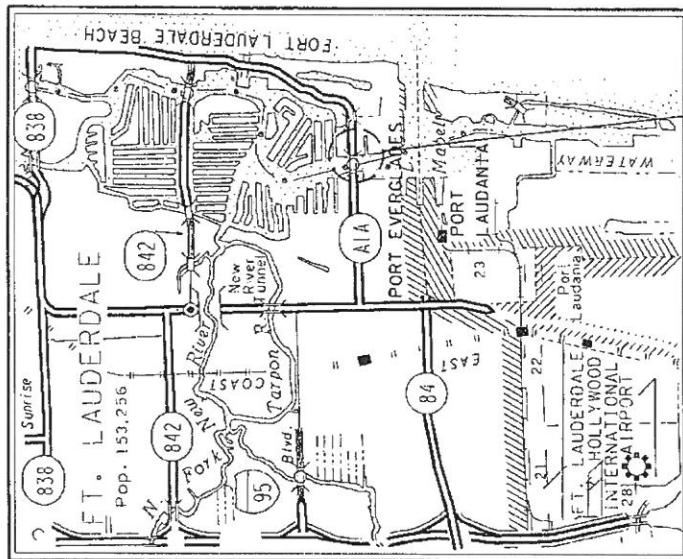 838
Sunrise
838
FT. LAUDERDALE
Pop. 153,256
FORT LAUDERDALE BEACH
842
842
N Fork New River
New River
Tunnel
Tarpon R
95
Blvd.
EAST COAST
A1A
84
PORT EVERGLADES
Mabel
PORT
LAUDANIA
WATERWAY
23
22
21
28
Port
Laudania
FT. LAUDERDALE
HOLLYWOOD
INTERNATIONAL
AIRPORT